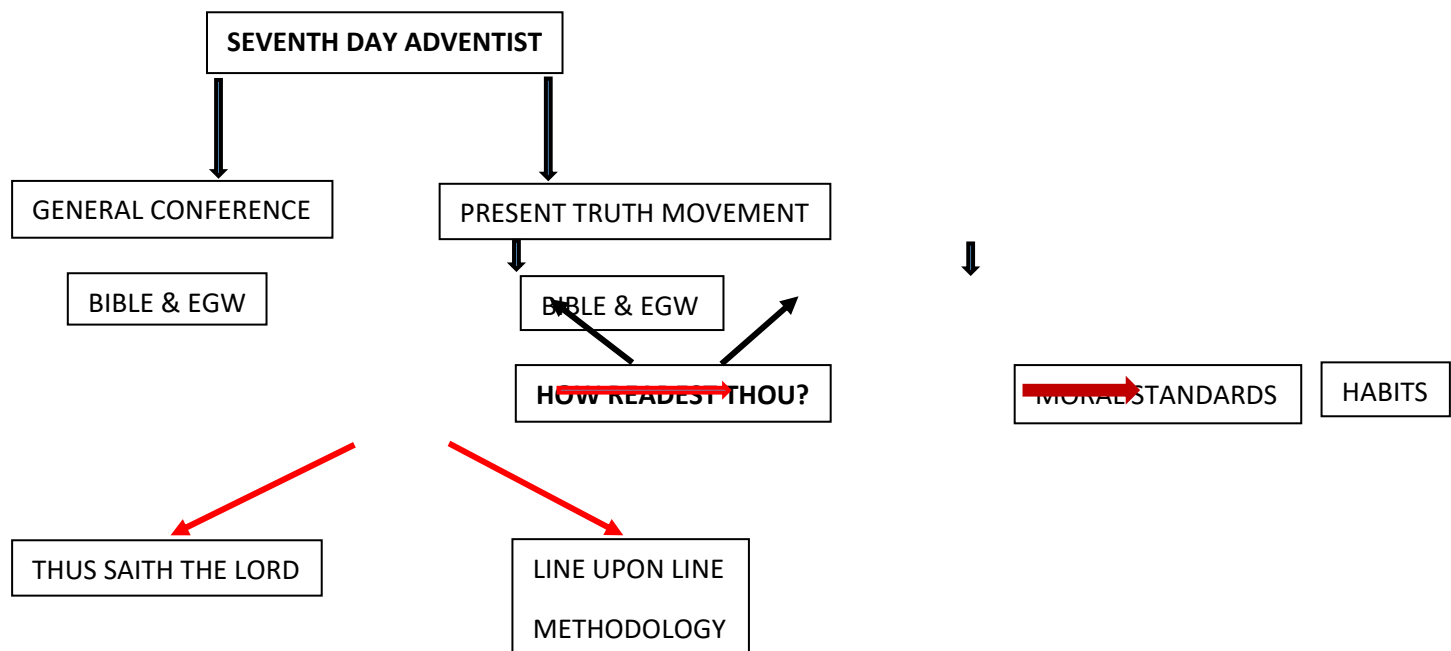 SEVENTH DAY ADVENTIST
GENERAL CONFERENCE
PRESENT TRUTH MOVEMENT
BIBLE & EGW
BIBLE & EGW
HOW READEST THOU?
MORAL STANDARDS
HABITS
THUS SAITH THE LORD
LINE UPON LINE
METHODOLOGY